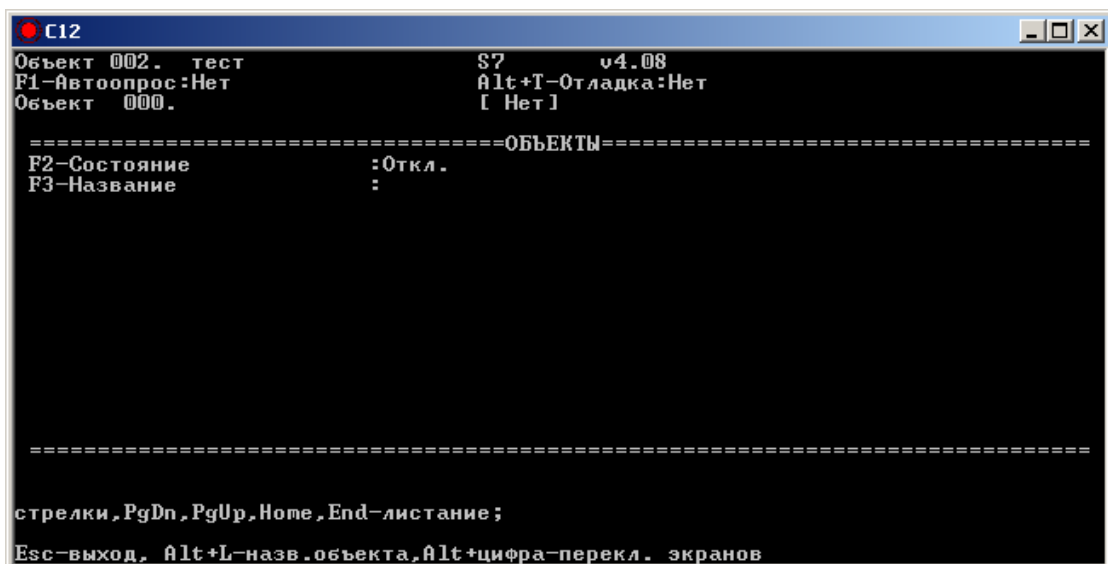 C12
Объект 002. тест S7 v4.08
F1-Автоопрос:Нет Alt+T-Отладка:Нет
Объект 000. [ Нет]
===================================ОБЪЕКТЫ====================================
F2-Состояние :Откл.
F3-Название :
==============================================================================
стрелки,PgDn,PgUp,Home,End-листание;
Esc-выход, Alt+L-назв.объекта,Alt+цифра-перекл. экранов